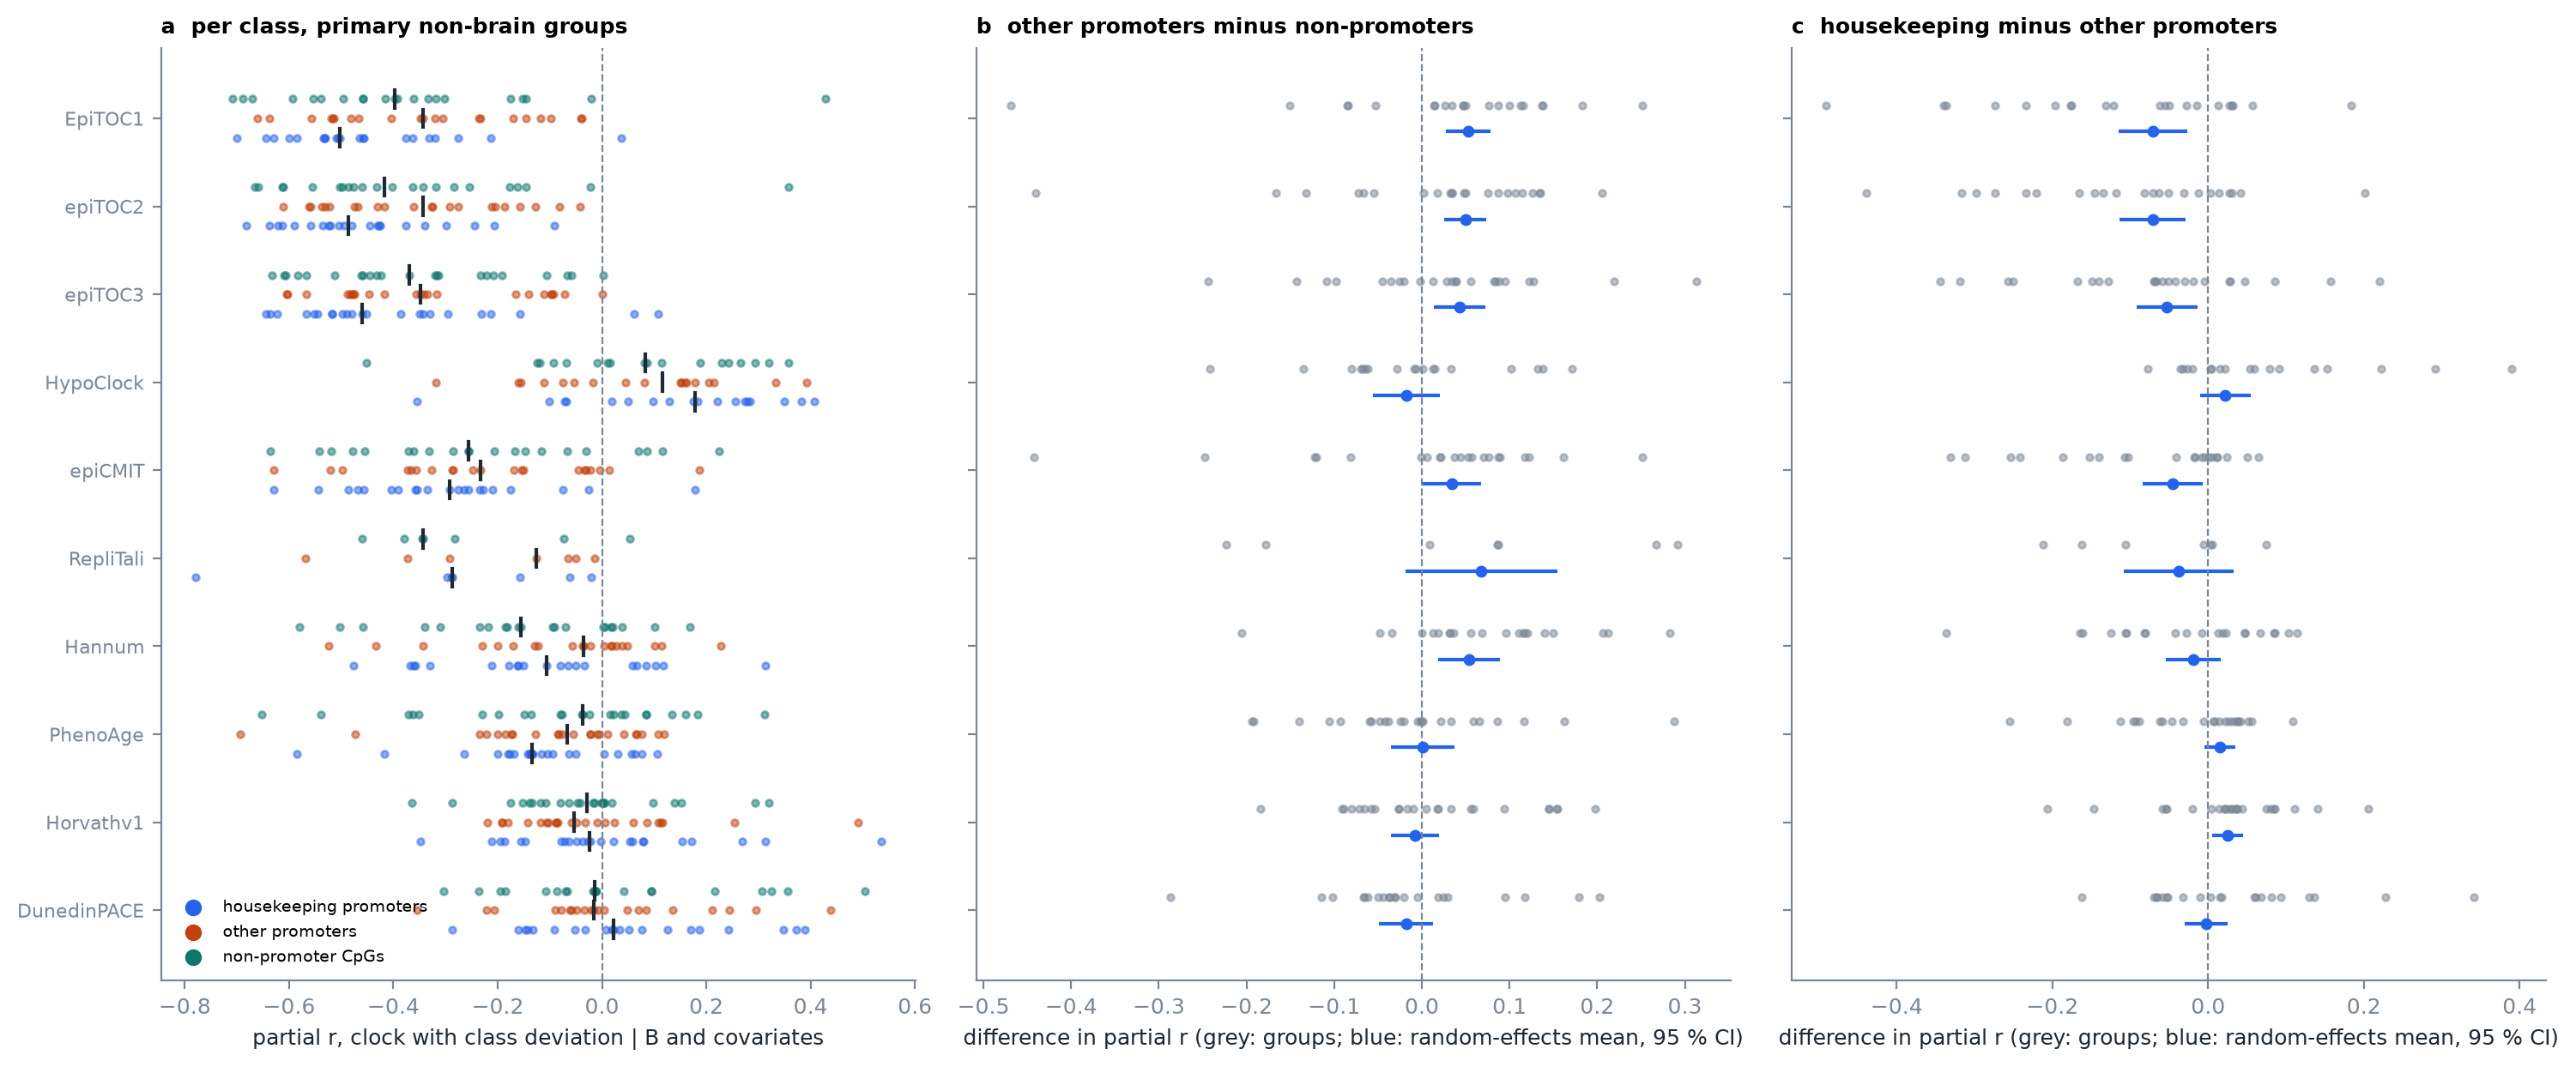 a per class, primary non-brain groups
b other promoters minus non-promoters
c housekeeping minus other promoters
EpiTOC1
epiTOC2
epiTOC3
HypoClock
epiCMIT
RepliTali
Hannum
PhenoAge
Horvathv1
DunedinPACE
housekeeping promoters
other promoters
non-promoter CpGs
−0.8 −0.6 −0.4 −0.2 0.0 0.2 0.4 0.6
−0.5 −0.4 −0.3 −0.2 −0.1 0.0 0.1 0.2 0.3
−0.4 −0.2 0.0 0.2 0.4
partial r, clock with class deviation | B and covariates
difference in partial r (grey: groups; blue: random-effects mean, 95 % CI)
difference in partial r (grey: groups; blue: random-effects mean, 95 % CI)